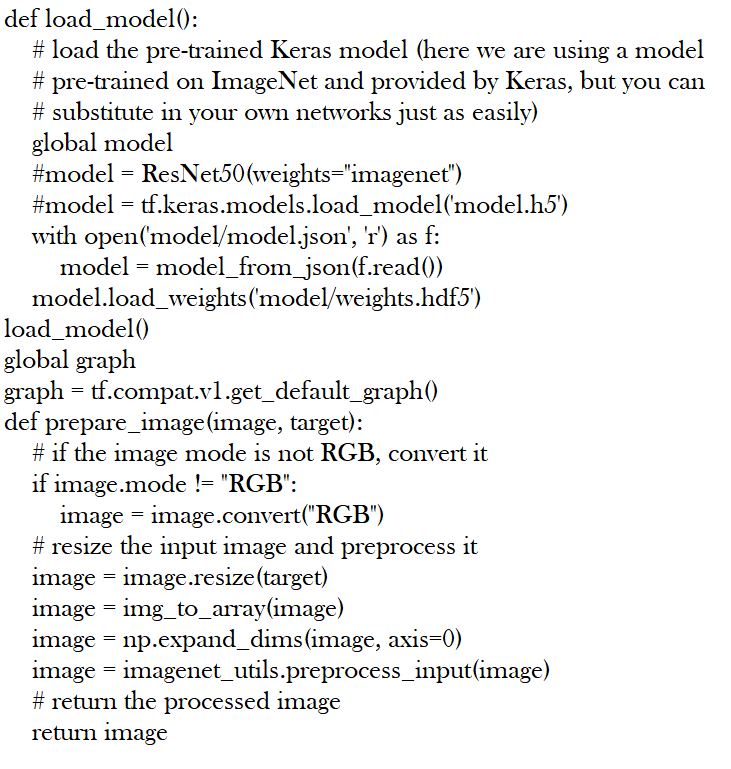 def load_model():
    # load the pre-trained Keras model (here we are using a model
    # pre-trained on ImageNet and provided by Keras, but you can
    # substitute in your own networks just as easily)
    global model
    #model = ResNet50(weights="imagenet")
    #model = tf.keras.models.load_model('model.h5')
    with open('model/model.json', 'r') as f:
        model = model_from_json(f.read())
    model.load_weights('model/weights.hdf5')
load_model()
global graph
graph = tf.compat.v1.get_default_graph()
def prepare_image(image, target):
    # if the image mode is not RGB, convert it
    if image.mode != "RGB":
        image = image.convert("RGB")
    # resize the input image and preprocess it
    image = image.resize(target)
    image = img_to_array(image)
    image = np.expand_dims(image, axis=0)
    image = imagenet_utils.preprocess_input(image)
    # return the processed image
    return image